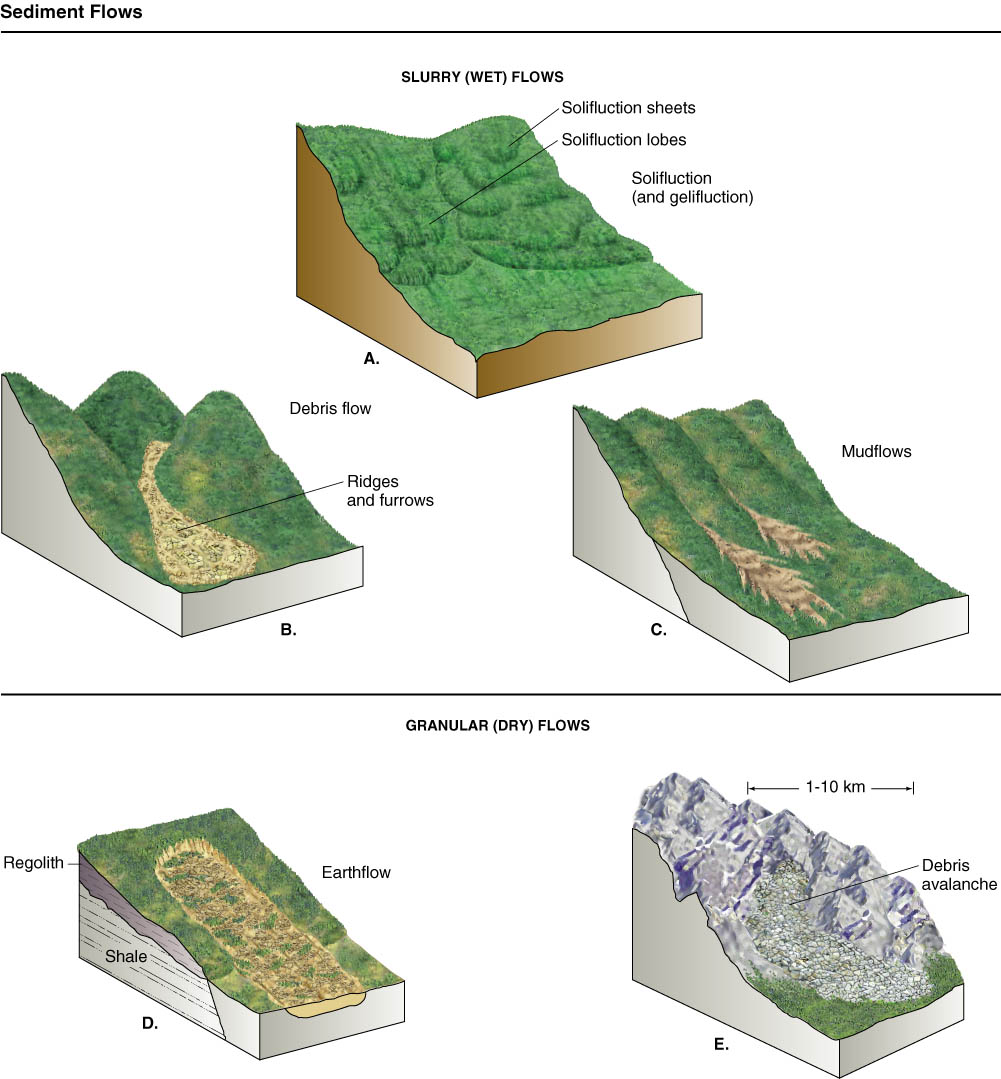 Sediment Flows
SLURRY (WET) FLOWS
Solifluction sheets
Solifluction lobes
Solifluction
(and gelifluction)
A.
Debris flow
Ridges
and furrows
B.
Mudflows
C.
GRANULAR (DRY) FLOWS
Regolith
Shale
Earthflow
D.
1-10 km
Debris
avalanche
E.